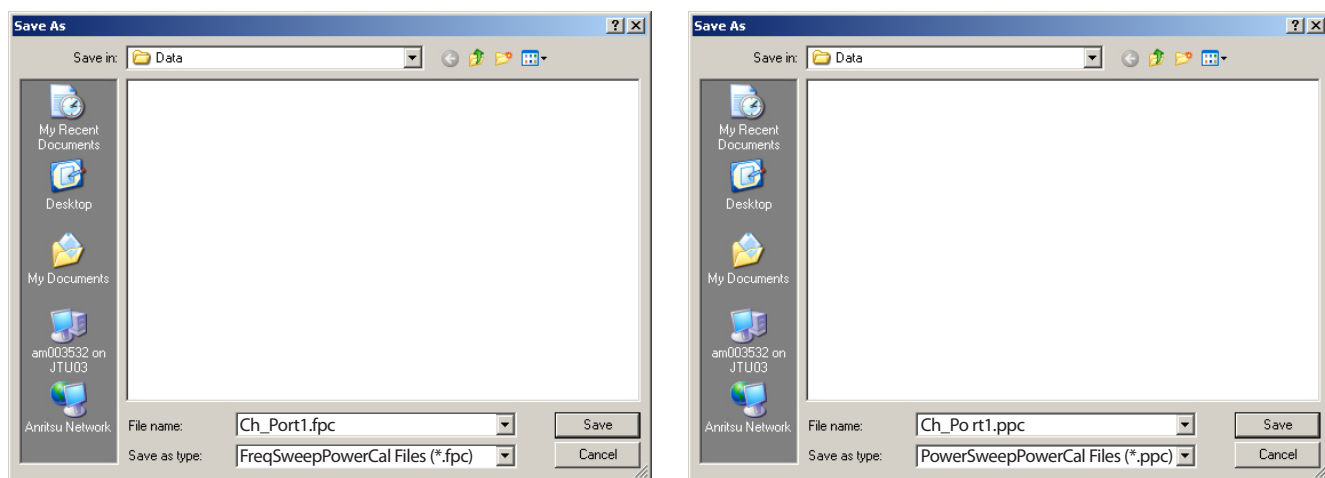 Save As
Save in:
Data
My Recent
Documents
Desktop
My Documents
am003532 on
JTU03
Anritsu Network
File name:
Ch_Port1.fpc
Save
Save as type:
FreqSweepPowerCal Files (*.fpc)
Cancel
Save As
Save in:
Data
My Recent
Documents
Desktop
My Documents
am003532 on
JTU03
Anritsu Network
File name:
Ch_Po rt1.ppc
Save
Save as type:
PowerSweepPowerCal Files (*.ppc)
Cancel